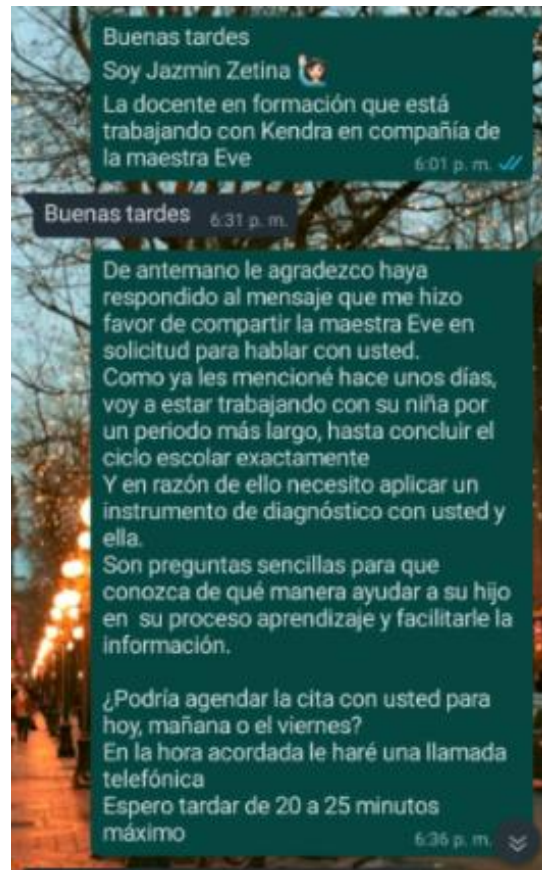 Buenas tardes
Soy Jazmin Zetina 🙋🏻‍♀️
La docente en formación que está
trabajando con Kendra en compañía de
la maestra Eve
6:01 p. m.
Buenas tardes 6:31 p. m.
De antemano le agradezco haya
respondido al mensaje que me hizo
favor de compartir la maestra Eve en
solicitud para hablar con usted.
Como ya les mencioné hace unos días,
voy a estar trabajando con su niña por
un periodo más largo, hasta concluir el
ciclo escolar exactamente
Y en razón de ello necesito aplicar un
instrumento de diagnóstico con usted y
ella.
Son preguntas sencillas para que
conozca de qué manera ayudar a su hijo
en su proceso aprendizaje y facilitarle la
información.
¿Podría agendar la cita con usted para
hoy, mañana o el viernes?
En la hora acordada le haré una llamada
telefónica
Espero tardar de 20 a 25 minutos
máximo
6:36 p. m.